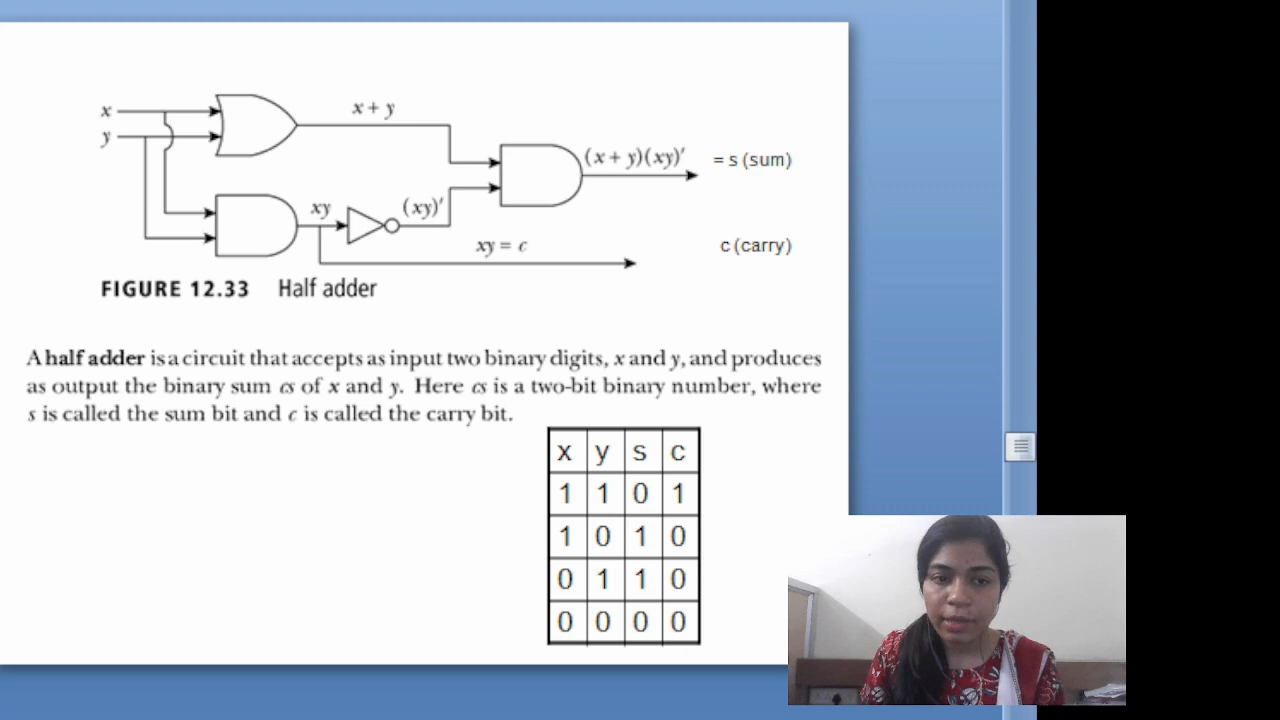 x
x + y
y
(x + y)(xy)′ = s (sum)
xy
(xy)′
xy = c
c (carry)
FIGURE 12.33 Half adder
A half adder is a circuit that accepts as input two binary digits, x and y, and produces
as output the binary sum cs of x and y. Here cs is a two-bit binary number, where
s is called the sum bit and c is called the carry bit.
x y s c
1 1 0 1
1 0 1 0
0 1 1 0
0 0 0 0